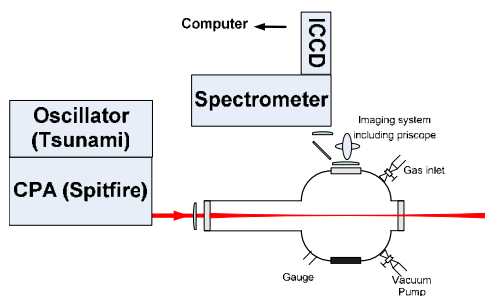 Computer
ICCD
Spectrometer
Imaging system
including priscope
Oscillator
(Tsunami)
CPA (Spitfire)
Gas inlet
Gauge
Vacuum
Pump